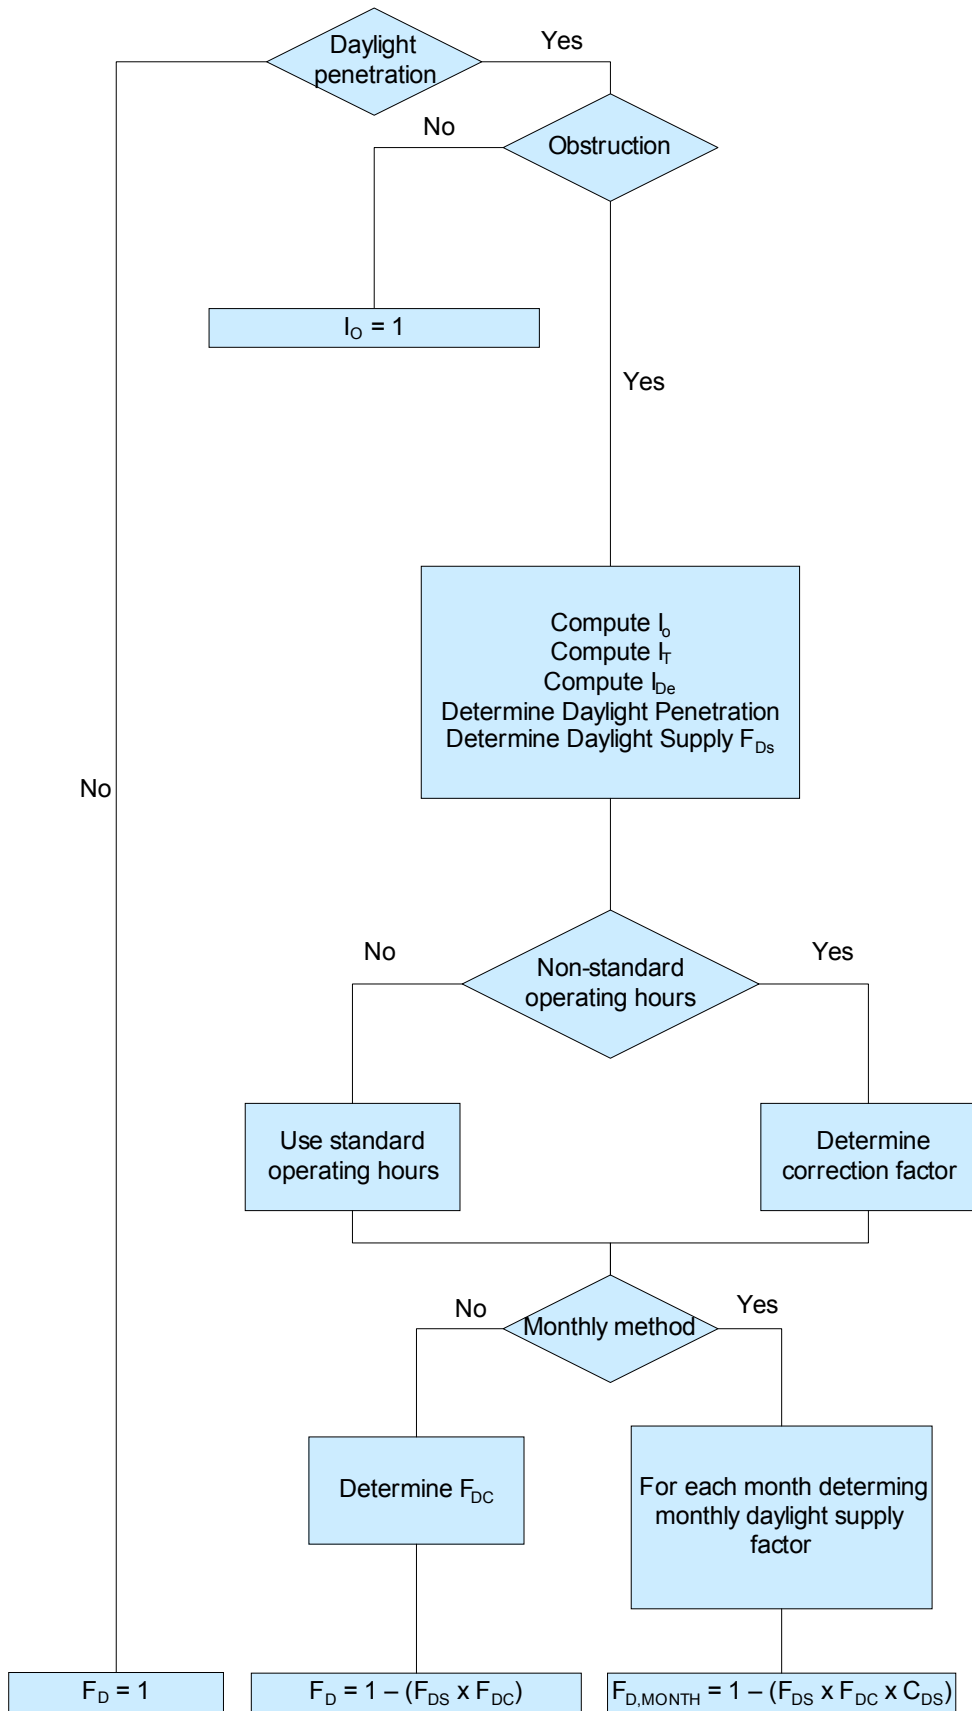 Daylight
penetration
Yes
No
Obstruction
I_O = 1
Yes
Compute I_o
Compute I_T
Compute I_De
Determine Daylight Penetration
Determine Daylight Supply F_Ds
No
No
Non-standard
operating hours
Yes
Use standard
operating hours
Determine
correction factor
No
Monthly method
Yes
Determine F_DC
For each month determing
monthly daylight supply
factor
F_D = 1
F_D = 1 – (F_DS x F_DC)
F_D,MONTH = 1 – (F_DS x F_DC x C_DS)